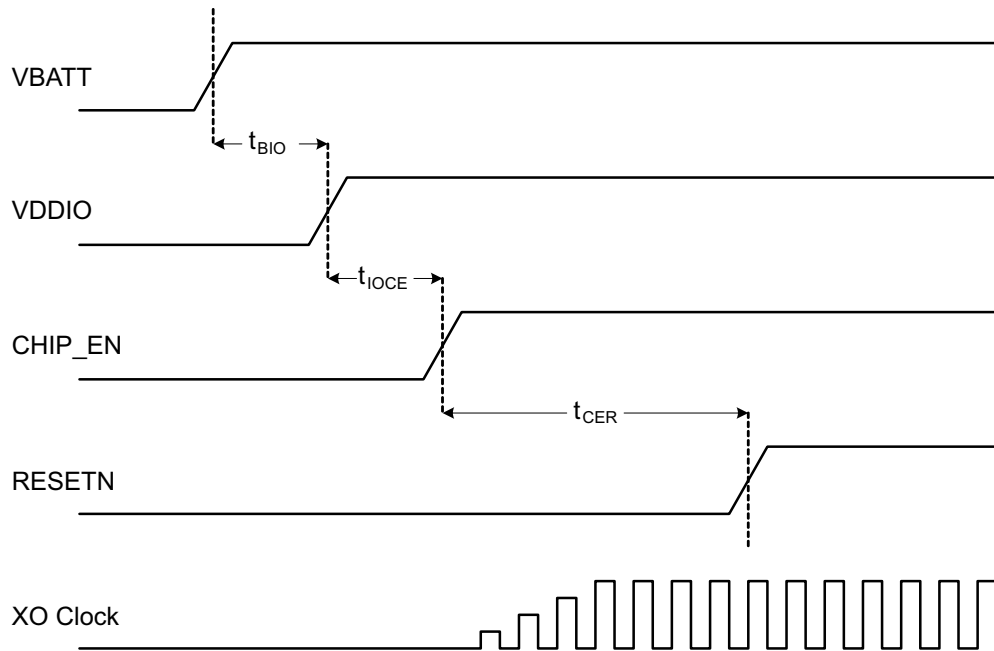 VBATT
tBIO
VDDIO
tIOCE
CHIP_EN
tCER
RESETN
XO Clock